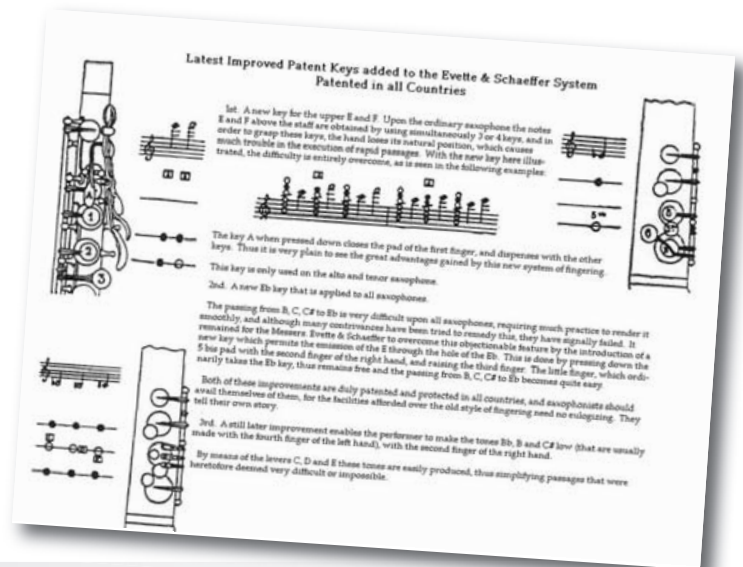 Latest Improved Patent Keys added to the Evette & Schaeffer System
Patented in all Countries
1st. A new key for the upper E and F. Upon the ordinary saxophone the notes
E and F above the staff are obtained by using simultaneously 3 or 4 keys, and in
order to grasp these keys, the hand loses its natural position, which causes
much trouble in the execution of rapid passages. With the new key here illus-
trated, the difficulty is entirely overcome, as is seen in the following examples:
The key A when pressed down closes the pad of the first finger, and dispenses with the other
keys. Thus it is very plain to see the great advantages gained by this new system of fingering.
This key is only used on the alto and tenor saxophone.
2nd. A new Eb key that is applied to all saxophones.
The passing from B, C, C# to Eb is very difficult upon all saxophones, requiring much practice to render it
smoothly, and although many contrivances have been tried to remedy this, they have signally failed. It
remained for the Messers. Evette & Schaeffer to overcome this objectionable feature by the introduction of a
new key which permits the emission of the E through the hole of the Eb. This is done by pressing down the
5 bis pad with the second finger of the right hand, and raising the third finger. The little finger, which ordi-
narily takes the Eb key, thus remains free and the passing from B, C, C# to Eb becomes quite easy.
Both of these improvements are duly patented and protected in all countries, and saxophonists should
avail themselves of them, for the facilities afforded over the old style of fingering need no eulogizing. They
tell their own story.
3rd. A still later improvement enables the performer to make the tones Bb, B and C# low (that are usually
made with the fourth finger of the left hand), with the second finger of the right hand.
By means of the levers C, D and E these tones are easily produced, thus simplifying passages that were
heretofore deemed very difficult or impossible.
1
2
3